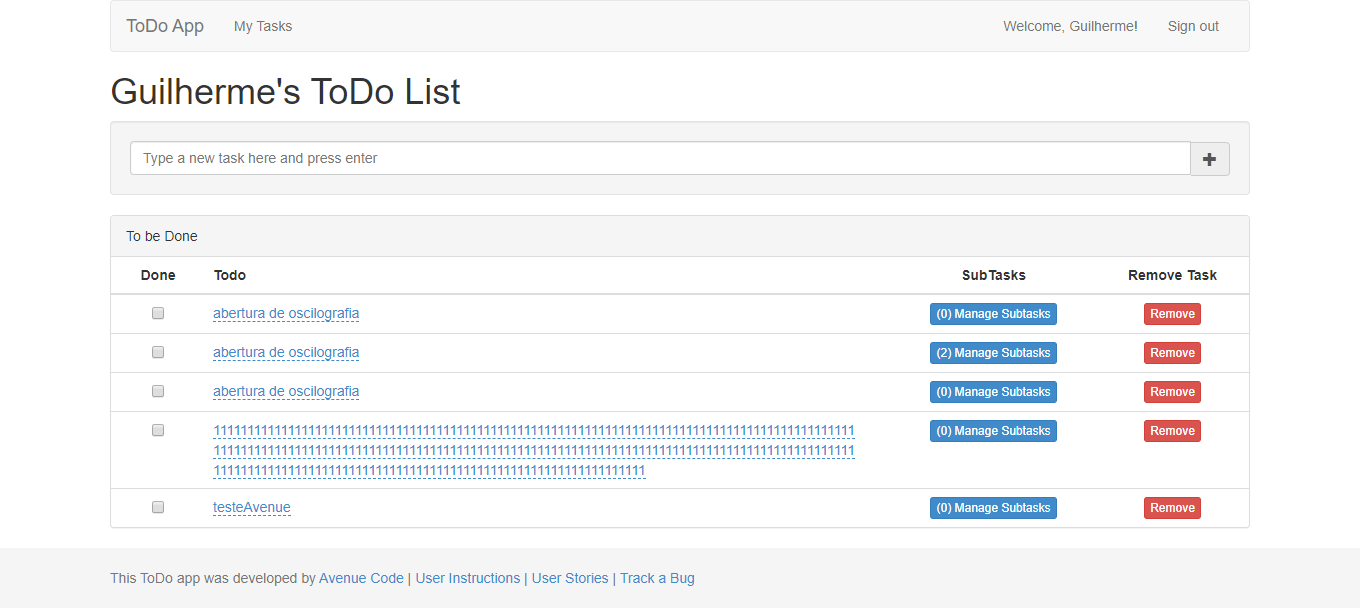 ToDo App My Tasks Welcome, Guilherme! Sign out
Guilherme's ToDo List
Type a new task here and press enter
To be Done
Done Todo SubTasks Remove Task
abertura de oscilografia (0) Manage Subtasks Remove
abertura de oscilografia (2) Manage Subtasks Remove
abertura de oscilografia (0) Manage Subtasks Remove
11111111111111111111111111111111111111111111111111111111111111111111111111111111111111111111111 (0) Manage Subtasks Remove
11111111111111111111111111111111111111111111111111111111111111111111111111111111111111111111111
1111111111111111111111111111111111111111111111111111111111111111
testeAvenue (0) Manage Subtasks Remove
This ToDo app was developed by Avenue Code | User Instructions | User Stories | Track a Bug